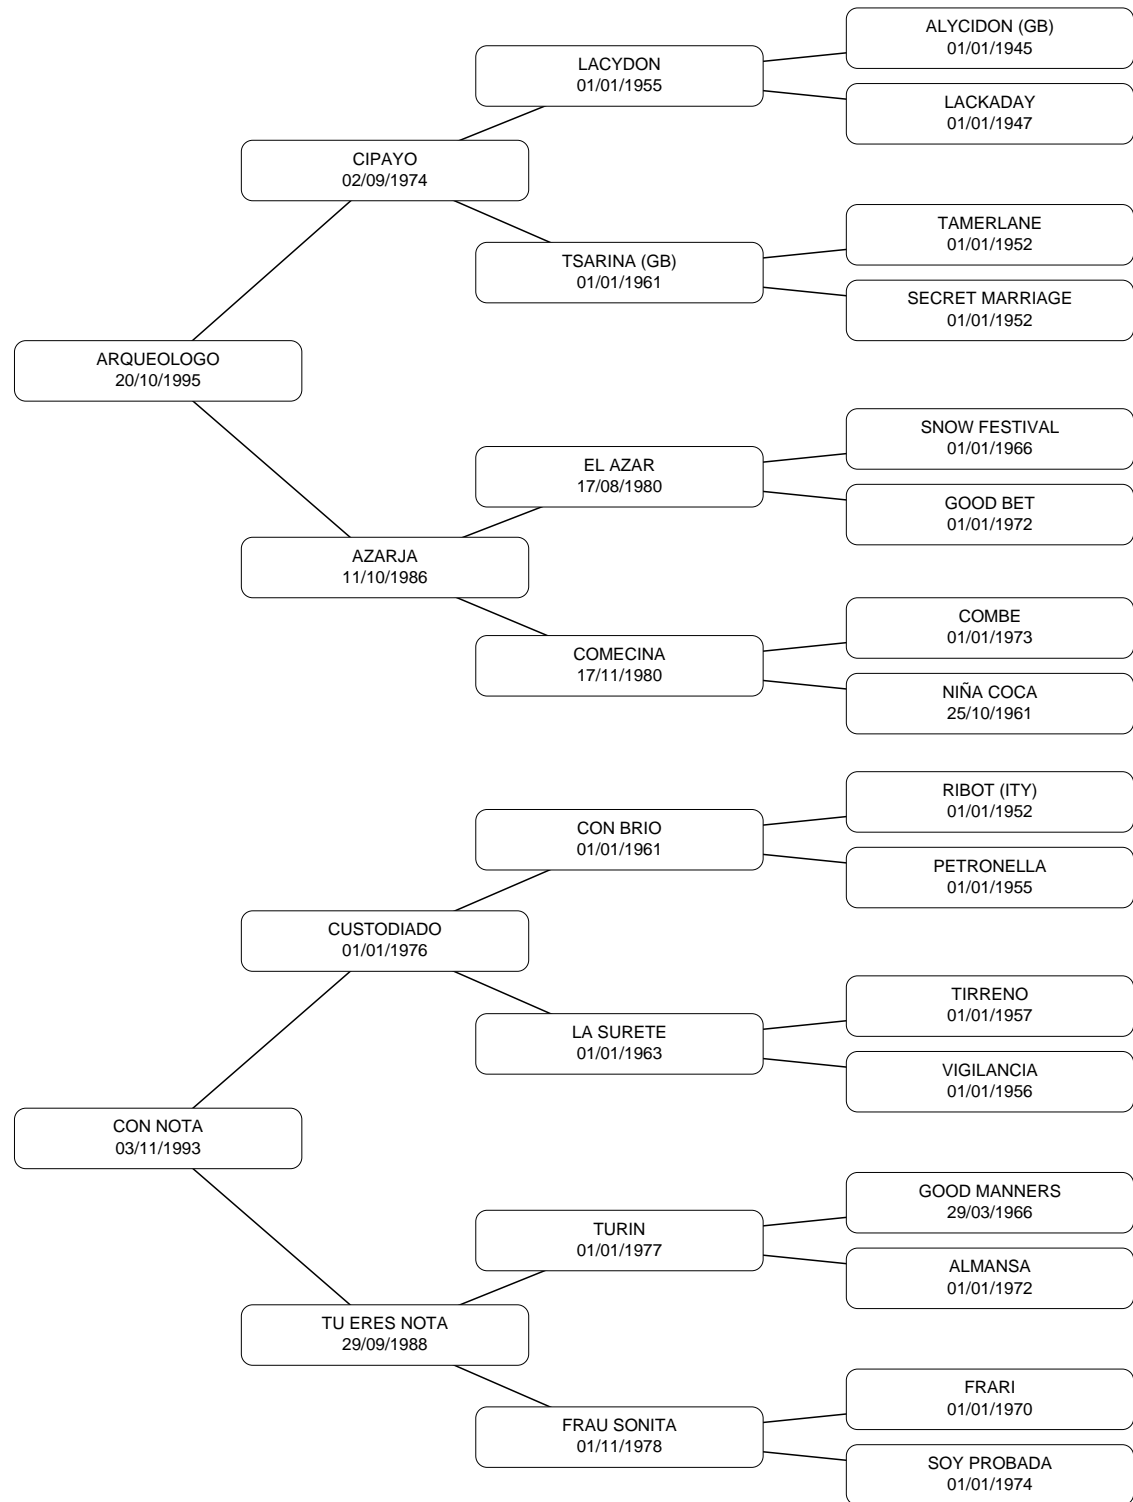 ALYCIDON (GB)
01/01/1945
LACYDON
01/01/1955
LACKADAY
01/01/1947
CIPAYO
02/09/1974
TAMERLANE
01/01/1952
TSARINA (GB)
01/01/1961
SECRET MARRIAGE
01/01/1952
ARQUEOLOGO
20/10/1995
SNOW FESTIVAL
01/01/1966
EL AZAR
17/08/1980
GOOD BET
01/01/1972
AZARJA
11/10/1986
COMBE
01/01/1973
COMECINA
17/11/1980
NIÑA COCA
25/10/1961
RIBOT (ITY)
01/01/1952
CON BRIO
01/01/1961
PETRONELLA
01/01/1955
CUSTODIADO
01/01/1976
TIRRENO
01/01/1957
LA SURETE
01/01/1963
VIGILANCIA
01/01/1956
CON NOTA
03/11/1993
GOOD MANNERS
29/03/1966
TURIN
01/01/1977
ALMANSA
01/01/1972
TU ERES NOTA
29/09/1988
FRARI
01/01/1970
FRAU SONITA
01/11/1978
SOY PROBADA
01/01/1974